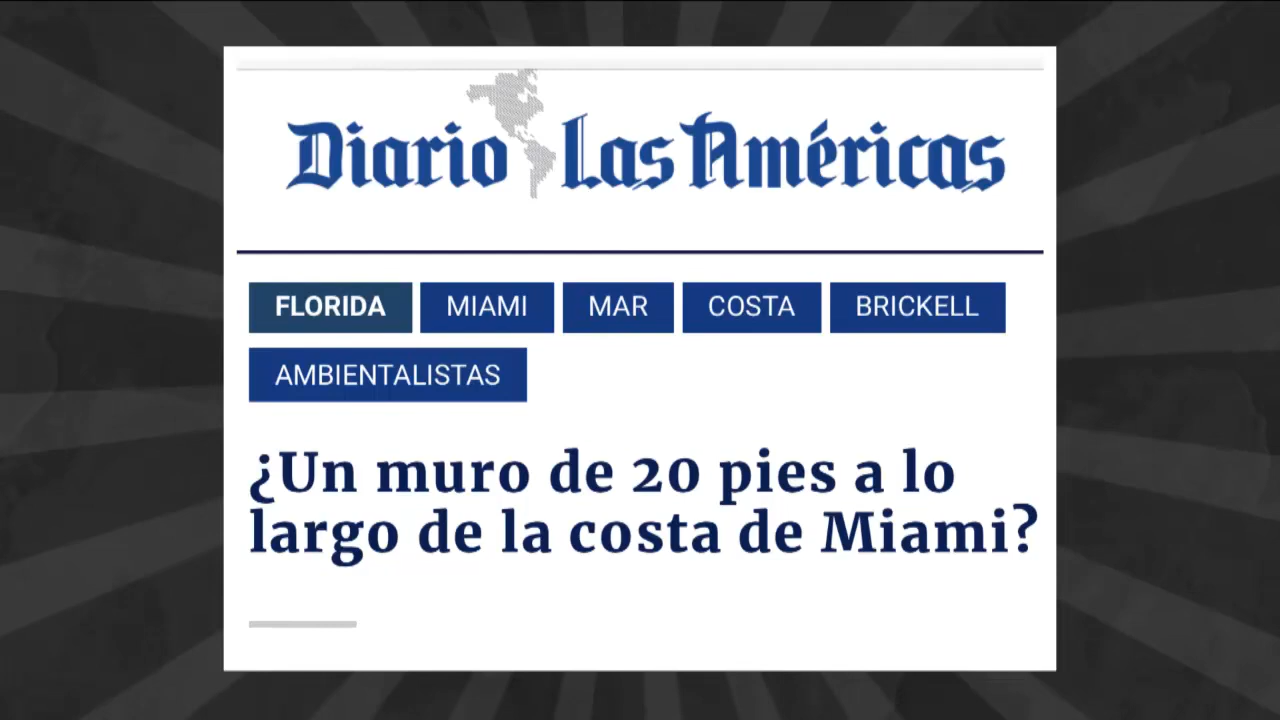 Diario Las Américas
FLORIDA MIAMI MAR COSTA BRICKELL
AMBIENTALISTAS
¿Un muro de 20 pies a lo
largo de la costa de Miami?